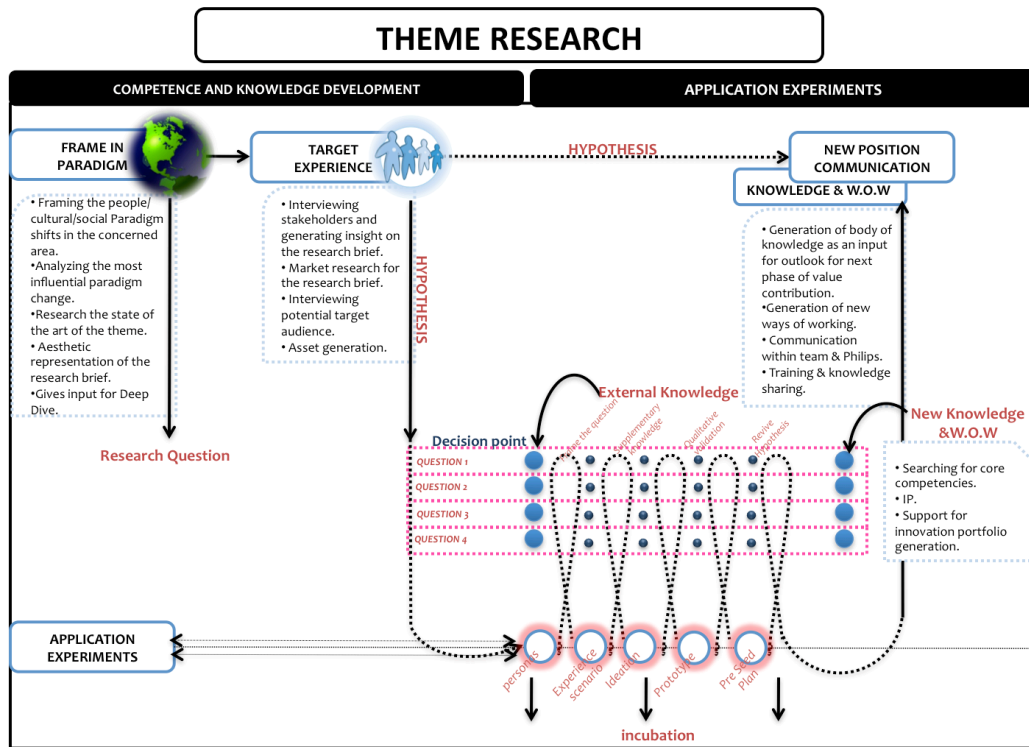 THEME RESEARCH
COMPETENCE AND KNOWLEDGE DEVELOPMENT
APPLICATION EXPERIMENTS
FRAME IN
PARADIGM
TARGET
EXPERIENCE
HYPOTHESIS
NEW POSITION
COMMUNICATION
KNOWLEDGE & W.O.W
• Framing the people/
cultural/social Paradigm
shifts in the concerned
area.
•Analyzing the most
influential paradigm
change.
•Research the state of
the art of the theme.
•Aesthetic
representation of the
research brief.
•Gives input for Deep
Dive.
• Interviewing
stakeholders and
generating insight on
the research brief.
• Market research for
the research brief.
• Interviewing
potential target
audience.
• Asset generation.
HYPOTHESIS
• Generation of body of
knowledge as an input
for outlook for next
phase of value
contribution.
•Generation of new
ways of working.
• Communication
within team & Philips.
• Training & knowledge
sharing.
Research Question
External Knowledge
New Knowledge
&W.O.W
Decision point
the question
Supplementary
knowledge
Qualitative
validation
Revive
Hypothesis
QUESTION 1
QUESTION 2
QUESTION 3
QUESTION 4
• Searching for core
competencies.
• IP.
• Support for
innovation portfolio
generation.
APPLICATION
EXPERIMENTS
personas
Experience
scenario
Ideation
Prototype
Pre Seed
Plan
incubation